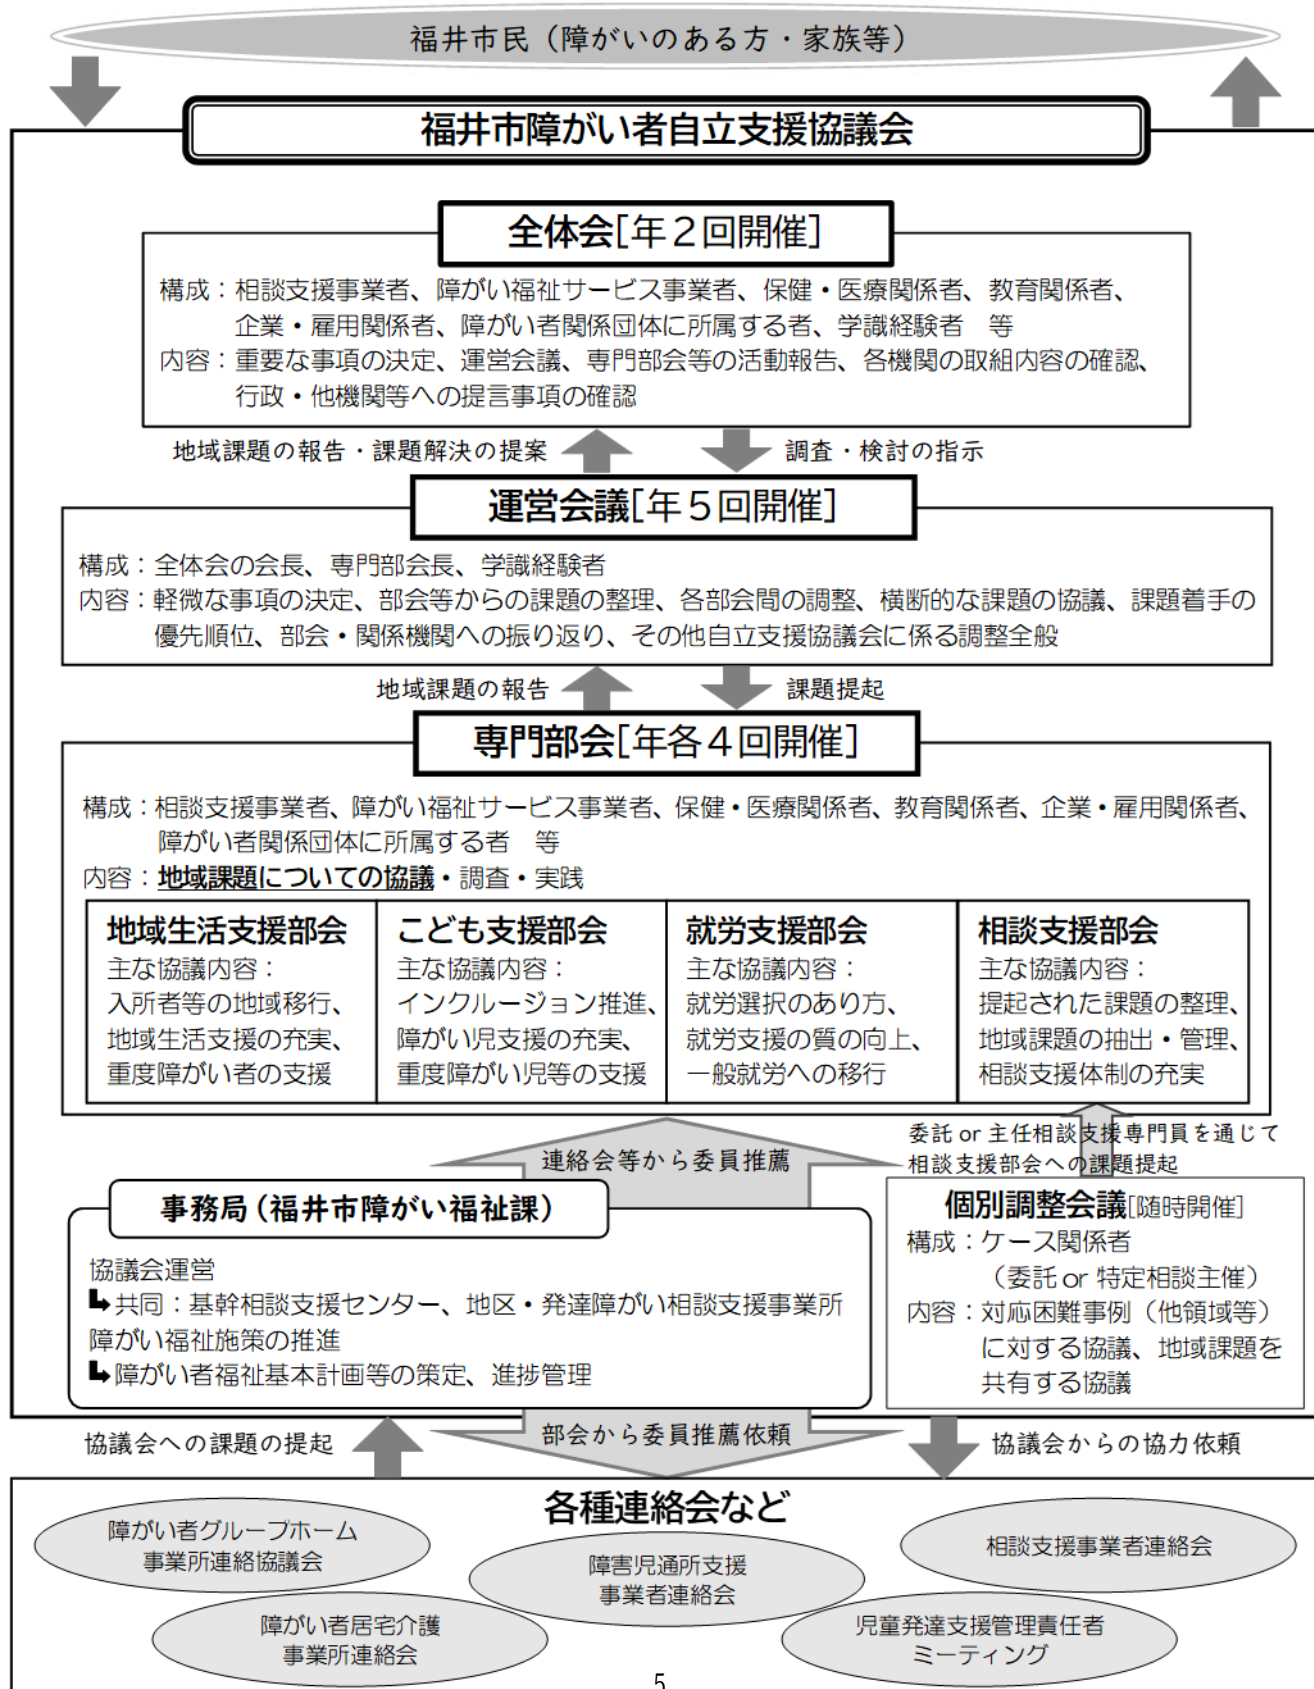 福井市民（障がいのある方・家族等）
福井市障がい者自立支援協議会
全体会[年２回開催]
構成：相談支援事業者、障がい福祉サービス事業者、保健・医療関係者、教育関係者、
企業・雇用関係者、障がい者関係団体に所属する者　等
内容：重要な事項の決定、運営会議、専門部会等の活動報告、各機関の取組内容の確認、
行政・他機関等への提言事項の確認
地域課題の報告・課題解決の提案
調査・検討の指示
運営会議[年５回開催]
構成：全体会の会長、専門部会長、学識経験者
内容：軽微な事項の決定、部会等からの課題の整理、各部会間の調整、横断的な課題の協議、課題着手の
優先順位、部会・関係機関への振り返り、その他自立支援協議会に係る調整全般
地域課題の報告
課題提起
専門部会[年各４回開催]
構成：相談支援事業者、障がい福祉サービス事業者、保健・医療関係者、教育関係者、企業・雇用関係者、
障がい者関係団体に所属する者　等
内容：地域課題についての協議・調査・実践
地域生活支援部会
主な協議内容：
入所者等の地域移行、
地域生活支援の充実、
重度障がい者の支援
こども支援部会
主な協議内容：
インクルージョン推進、
障がい児支援の充実、
重度障がい児等の支援
就労支援部会
主な協議内容：
就労選択のあり方、
就労支援の質の向上、
一般就労への移行
相談支援部会
主な協議内容：
提起された課題の整理、
地域課題の抽出・管理、
相談支援体制の充実
連絡会等から委員推薦
委託 or 主任相談支援専門員を通じて
相談支援部会への課題提起
事務局（福井市障がい福祉課）
協議会運営
┗共同：基幹相談支援センター、地区・発達障がい相談支援事業所
障がい福祉施策の推進
┗障がい者福祉基本計画等の策定、進捗管理
個別調整会議[随時開催]
構成：ケース関係者
（委託 or 特定相談主催）
内容：対応困難事例（他領域等）
に対する協議、地域課題を
共有する協議
協議会への課題の提起
部会から委員推薦依頼
協議会からの協力依頼
各種連絡会など
障がい者グループホーム
事業所連絡協議会
障害児通所支援
事業者連絡会
相談支援事業者連絡会
障がい者居宅介護
事業所連絡会
児童発達支援管理責任者
ミーティング
5